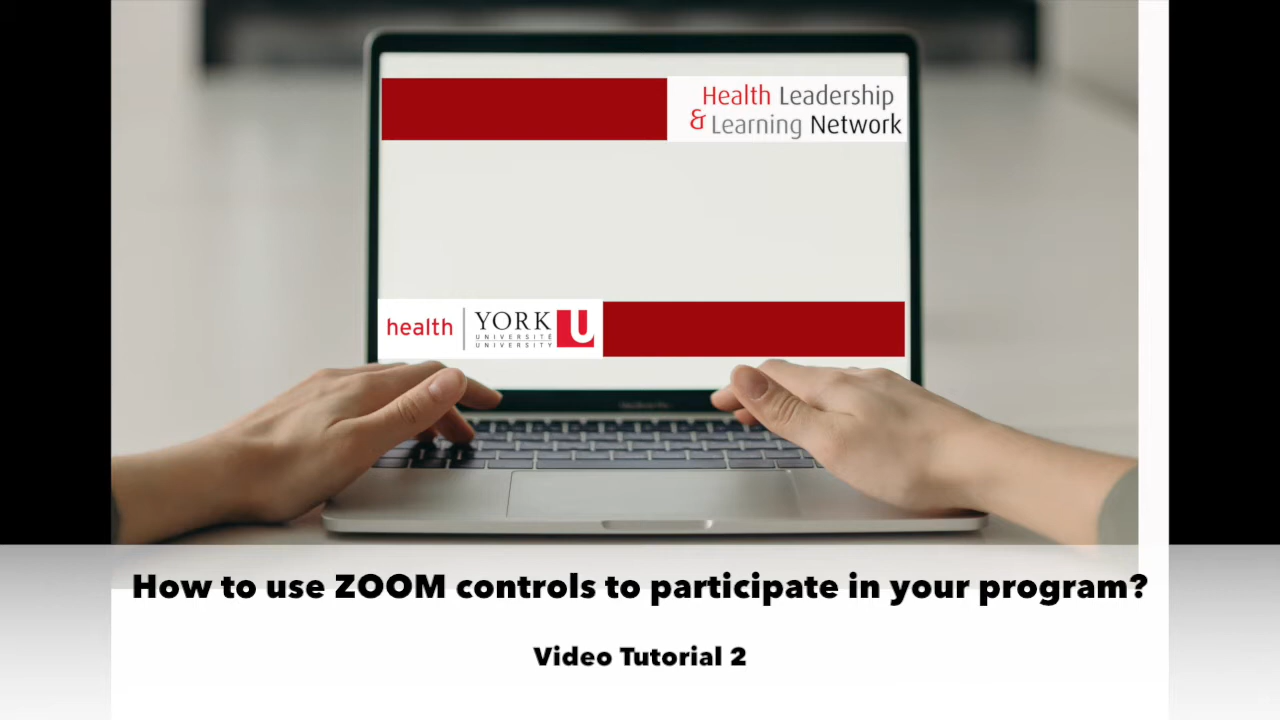 Health Leadership
& Learning Network
health
YORK
UNIVERSITÉ
UNIVERSITY
U
How to use ZOOM controls to participate in your program?
Video Tutorial 2